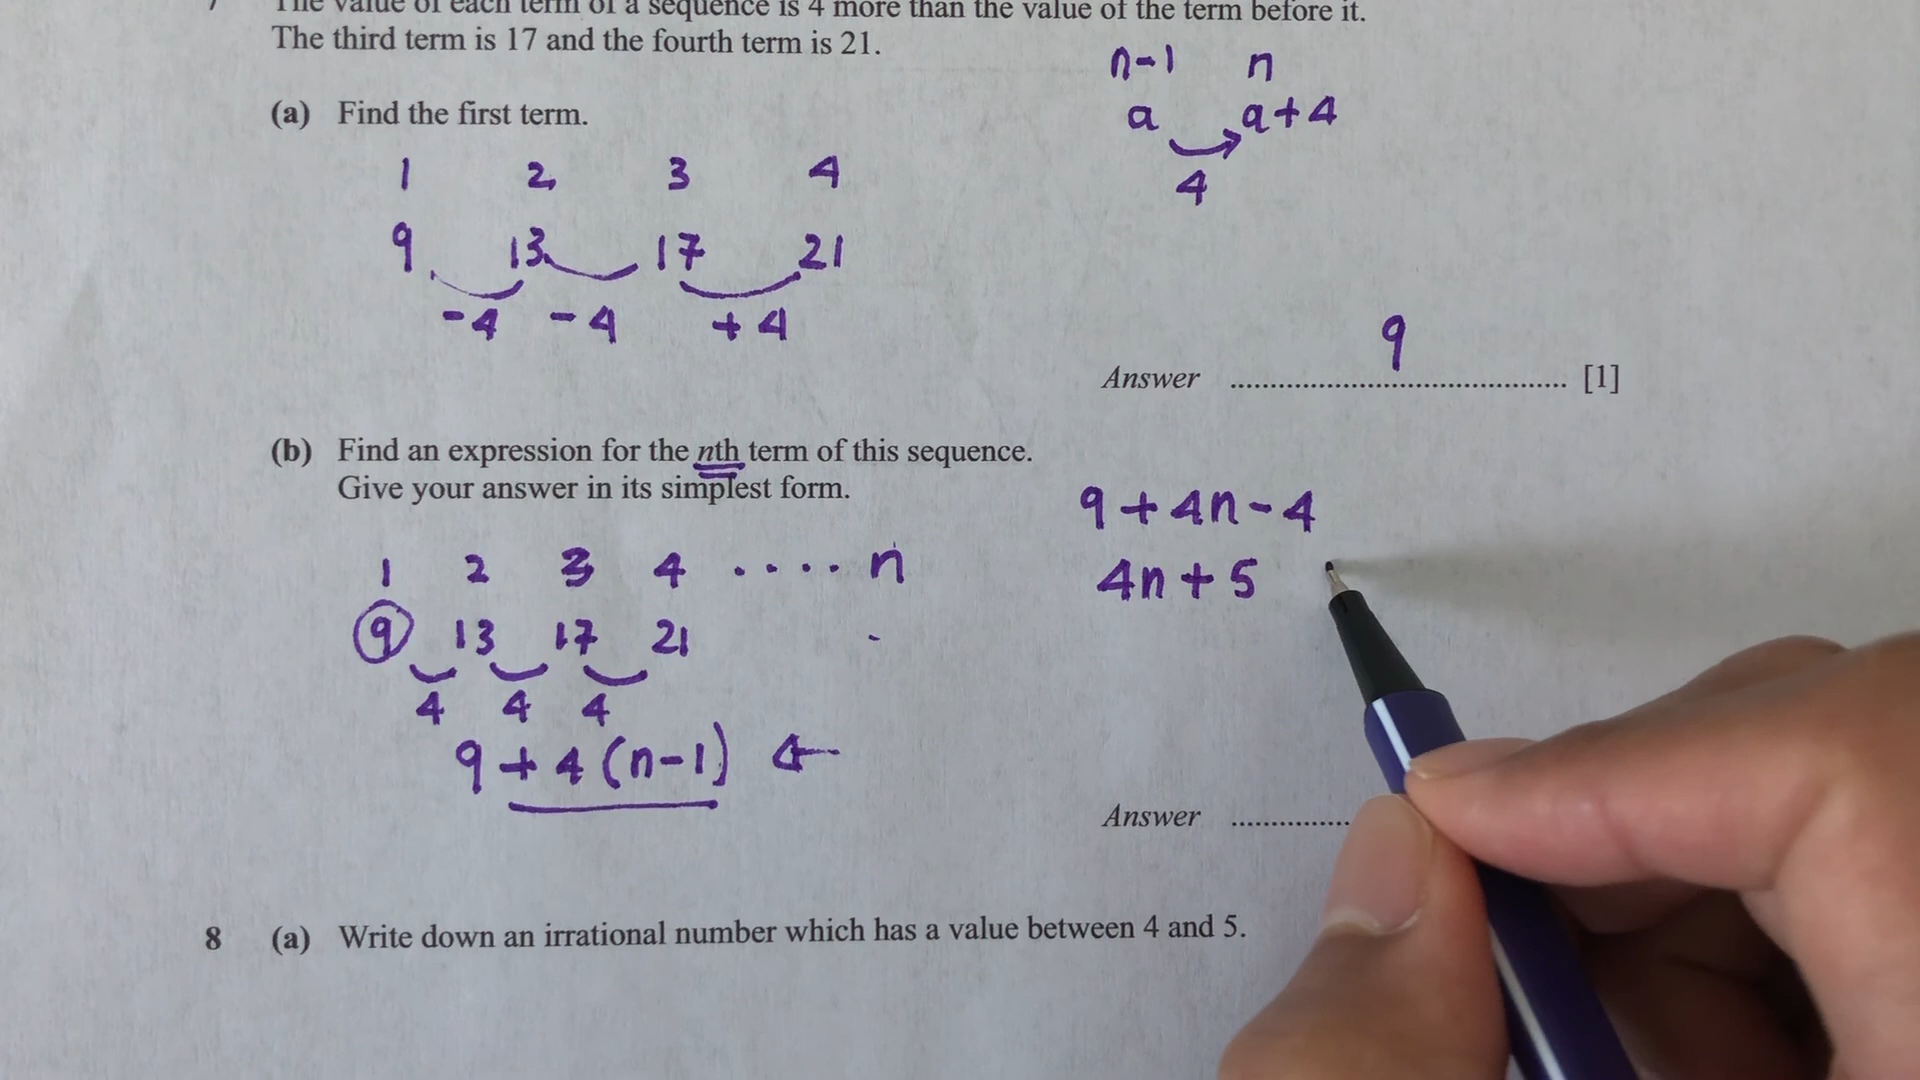 7 The value of each term of a sequence is 4 more than the value of the term before it.
The third term is 17 and the fourth term is 21.
n-1 n
a a+4
4
(a) Find the first term.
1 2 3 4
9 13 17 21
-4 -4 +4
9
Answer .......................................... [1]
(b) Find an expression for the nth term of this sequence.
Give your answer in its simplest form.
9+4n-4
4n+5
1 2 3 4 .... n
9 13 17 21 .
4 4 4
9+4(n-1) ←
Answer ...............
8 (a) Write down an irrational number which has a value between 4 and 5.